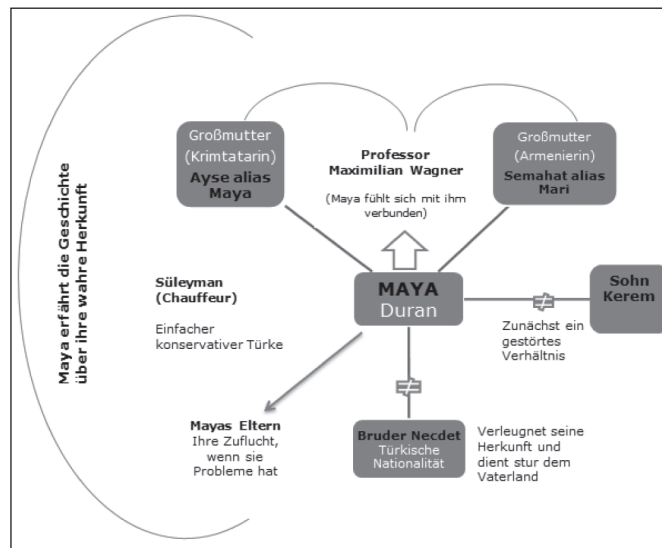 Maya erfährt die Geschichte
über ihre wahre Herkunft
Großmutter
(Krimtatarin)
Ayse alias
Maya
Professor
Maximilian Wagner
(Maya fühlt sich mit ihm
verbunden)
Großmutter
(Armenierin)
Semahat alias
Mari
Süleyman
(Chauffeur)
Einfacher
konservativer Türke
MAYA
Duran
≠
Zunächst ein
gestörtes
Verhältnis
Sohn
Kerem
≠
Mayas Eltern
Ihre Zuflucht,
wenn sie
Probleme hat
Bruder Necdet
Türkische
Nationalität
Verleugnet seine
Herkunft und
dient stur dem
Vaterland